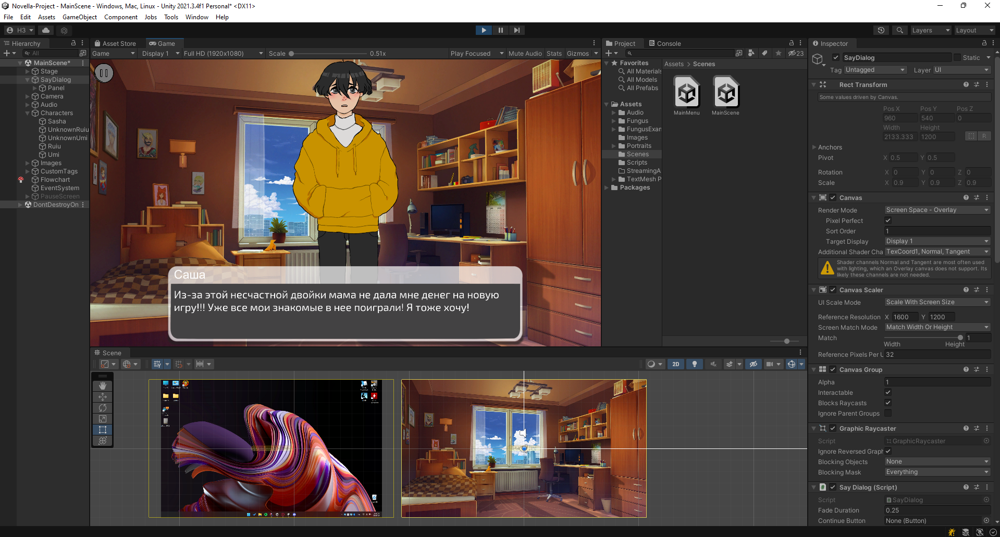 Novella-Project - MainScene - Windows, Mac, Linux - Unity 2021.3.4f1 Personal* <DX11>
File Edit Assets GameObject Component Jobs Tools Window Help
H3
Layers
Layout
Hierarchy
All
MainScene*
Stage
SayDialog
Panel
Camera
Audio
Characters
Sasha
UnknownRuiu
UnknownUmi
Ruiu
Umi
Images
CustomTags
Flowchart
EventSystem
PauseScreen
DontDestroyOn
Asset Store
Game
Game
Display 1
Full HD (1920x1080)
Scale
0.51x
Play Focused
Mute Audio
Stats
Gizmos
Саша
Из-за этой несчастной двойки мама не дала мне денег на новую
игру!!! Уже все мои знакомые в нее поиграли! Я тоже хочу!
Scene
2D
Project
Console
23
Favorites
All Materials
All Models
All Prefabs
Assets
Audio
Fungus
FungusExan
Images
Portraits
Scenes
Scripts
StreamingA
TextMesh P
Packages
Assets > Scenes
MainMenu
MainScene
Inspector
SayDialog
Static
Tag Untagged
Layer UI
Rect Transform
Some values driven by Canvas.
Pos X Pos Y Pos Z
960 540 0
Width Height
2133.333 1200
R
Anchors
Pivot X 0.5 Y 0.5
Rotation X 0 Y 0 Z 0
Scale X 0.9 Y 0.9 Z 0.9
Canvas
Render Mode Screen Space - Overlay
Pixel Perfect
Sort Order 1
Target Display Display 1
Additional Shader Cha TexCoord1, Normal, Tangent
Shader channels Normal and Tangent are most often used
with lighting, which an Overlay canvas does not support. Its
likely these channels are not needed.
Canvas Scaler
UI Scale Mode Scale With Screen Size
Reference Resolution X 1600 Y 1200
Screen Match Mode Match Width Or Height
Match 1
Width Height
Reference Pixels Per U 32
Canvas Group
Alpha 1
Interactable
Blocks Raycasts
Ignore Parent Groups
Graphic Raycaster
Script GraphicRaycaster
Ignore Reversed Graph
Blocking Objects None
Blocking Mask Everything
Say Dialog (Script)
Script SayDialog
Fade Duration 0.25
Continue Button None (Button)